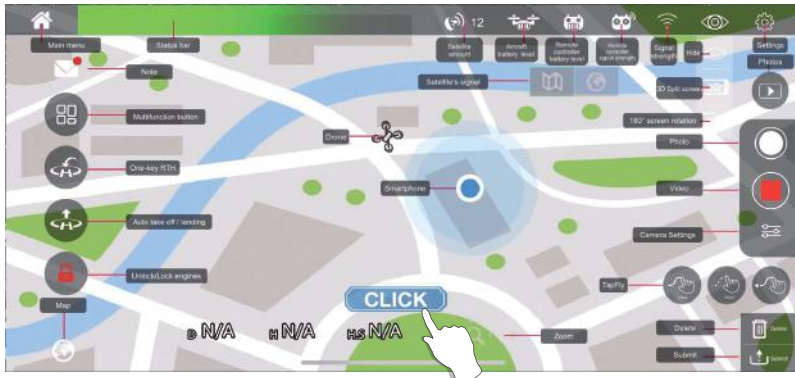 12
Main menu
Status bar
Satellite
amount
Aircraft
battery level
Remote
controller
battery level
Remote
controller
signal strength
Signal
strength
Hide
Settings
Note
Photos
Satellite's signal
3D Split screen
Multifunction button
180° screen rotation
Drone
Photo
One-key RTH
Smartphone
Video
Auto take off / landing
Camera Settings
Unlock/Lock engines
TapFly
Map
CLICK
D N/A
H N/A
H.S N/A
Zoom
Delete
Delete
Submit
Submit